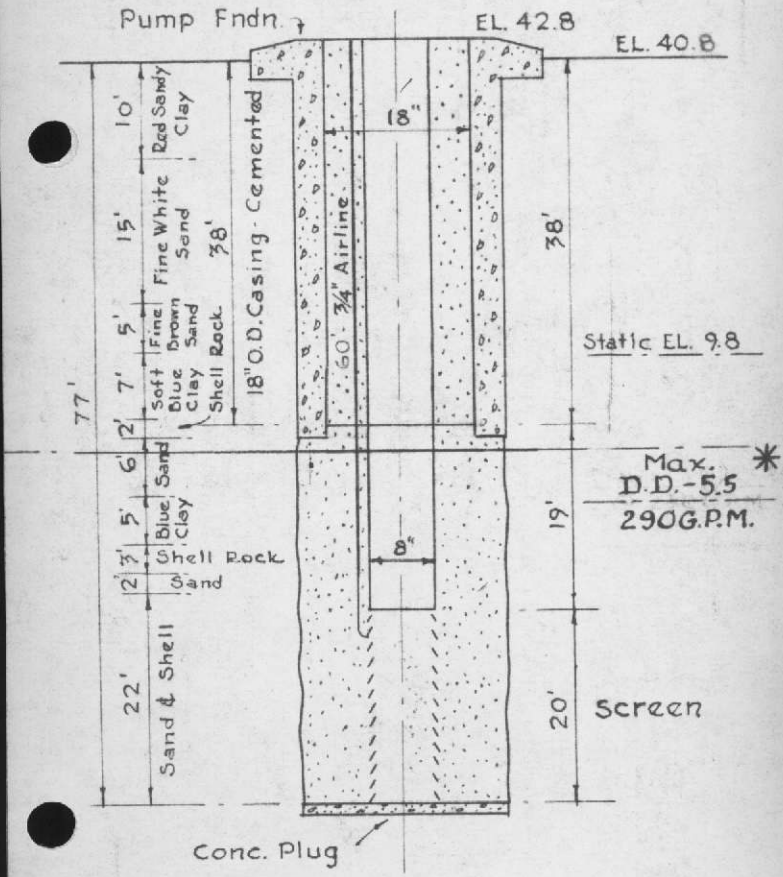 Pump Fndn.
EL. 42.8
EL. 40.8
18"
10'
Red Sandy
Clay
15'
Fine White
Sand
5'
Fine
Brown
Sand
7'
Soft
Blue
Clay
Shell Rock
2'
77'
38'
18" O.D. Casing - Cemented
60' - 3/4" Airline
38'
Static EL. 9.8
6'
Sand
5'
Blue
Clay
3'
Shell Rock
2'
Sand
22'
Sand & Shell
8"
19'
Max. *
D.D. -5.5
290 G.P.M.
20'
Screen
Conc. Plug